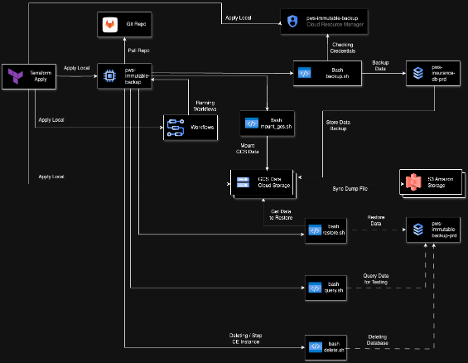 Apply Local
pws-immutable-backup
Cloud Resource Manager
Git Repo
Pull Repo
Checking
Credentials
Terraform
Apply
Apply Local
pws-
immutable-
backup
Bash
backup.sh
Backup
Data
pws-
insurance-
db-prd
Running
Workflows
Apply Local
Workflows
Bash
mount_gcs.sh
Mount
GCS Data
Store Data
Backup
Apply Local
GCS Data
Cloud Storage
Sync Dump File
S3 Amazon
Storage
Get Data
to Restore
bash
restore.sh
Restore
Data
pws-
immutable-
backup-prd
bash
query.sh
Query Data
for Testing
Deleting / Stop
CE Instance
bash
delete.sh
Deleting
Database